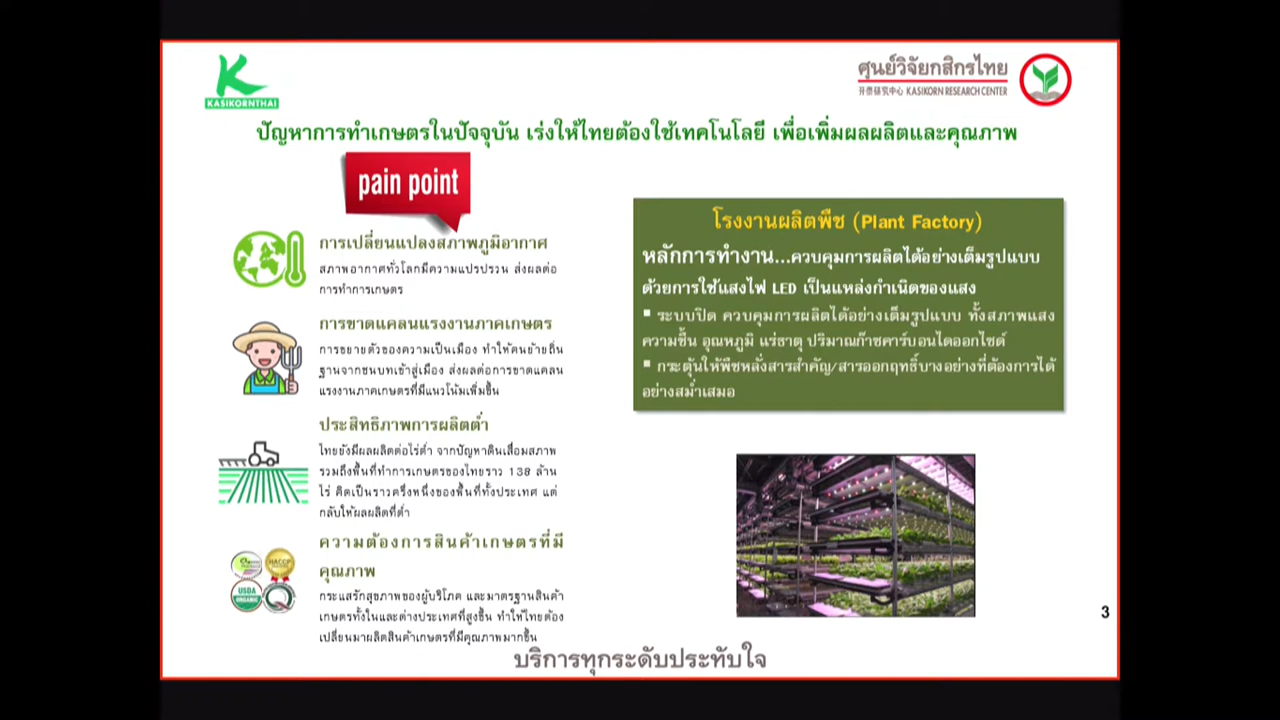 KASIKORNTHAI
ศูนย์วิจัยกสิกรไทย
开泰研究中心 KASIKORN RESEARCH CENTER
ปัญหาการทำเกษตรในปัจจุบัน เร่งให้ไทยต้องใช้เทคโนโลยี เพื่อเพิ่มผลผลิตและคุณภาพ
pain point
การเปลี่ยนแปลงสภาพภูมิอากาศ
สภาพอากาศทั่วโลกมีความแปรปรวน ส่งผลต่อ
การทำการเกษตร
การขาดแคลนแรงงานภาคเกษตร
การขยายตัวของความเป็นเมือง ทำให้คนย้ายถิ่น
ฐานจากชนบทเข้าสู่เมือง ส่งผลต่อการขาดแคลน
แรงงานภาคเกษตรที่มีแนวโน้มเพิ่มขึ้น
ประสิทธิภาพการผลิตต่ำ
ไทยยังมีผลผลิตต่อไร่ต่ำ จากปัญหาดินเสื่อมสภาพ
รวมถึงพื้นที่ทำการเกษตรของไทยราว 138 ล้าน
ไร่ คิดเป็นราวครึ่งหนึ่งของพื้นที่ทั้งประเทศ แต่
กลับให้ผลผลิตที่ต่ำ
ความต้องการสินค้าเกษตรที่มี
คุณภาพ
กระแสรักสุขภาพของผู้บริโภค และมาตรฐานสินค้า
เกษตรทั้งในและต่างประเทศที่สูงขึ้น ทำให้ไทยต้อง
เปลี่ยนมาผลิตสินค้าเกษตรที่มีคุณภาพมากขึ้น
HACCP
USDA
ORGANIC
โรงงานผลิตพืช (Plant Factory)
หลักการทำงาน...ควบคุมการผลิตได้อย่างเต็มรูปแบบ
ด้วยการใช้แสงไฟ LED เป็นแหล่งกำเนิดของแสง
▪ ระบบปิด ควบคุมการผลิตได้อย่างเต็มรูปแบบ ทั้งสภาพแสง
ความชื้น อุณหภูมิ แร่ธาตุ ปริมาณก๊าซคาร์บอนไดออกไซด์
▪ กระตุ้นให้พืชหลั่งสารสำคัญ/สารออกฤทธิ์บางอย่างที่ต้องการได้
อย่างสม่ำเสมอ
3
บริการทุกระดับประทับใจ